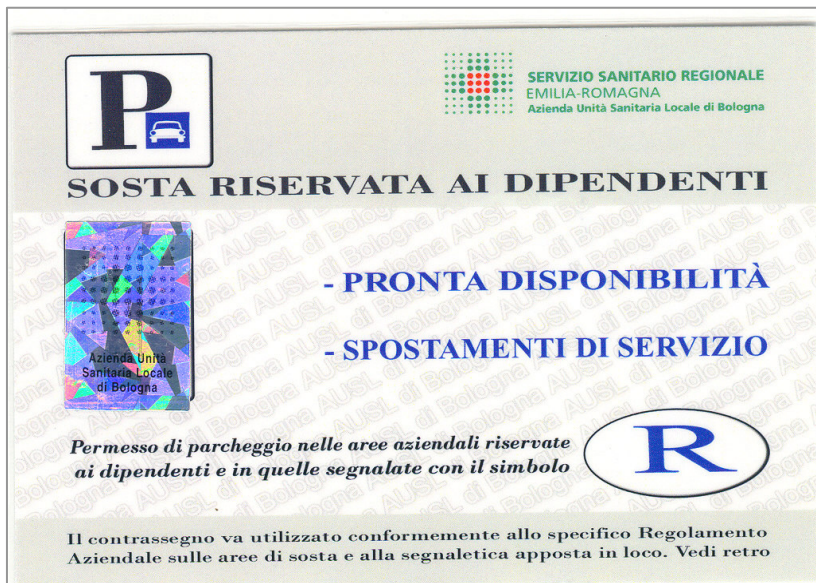 P
SERVIZIO SANITARIO REGIONALE
EMILIA-ROMAGNA
Azienda Unità Sanitaria Locale di Bologna
SOSTA RISERVATA AI DIPENDENTI
- PRONTA DISPONIBILITÀ
- SPOSTAMENTI DI SERVIZIO
Azienda Unità
Sanitaria Locale
di Bologna
Permesso di parcheggio nelle aree aziendali riservate
ai dipendenti e in quelle segnalate con il simbolo
R
Il contrassegno va utilizzato conformemente allo specifico Regolamento
Aziendale sulle aree di sosta e alla segnaletica apposta in loco. Vedi retro